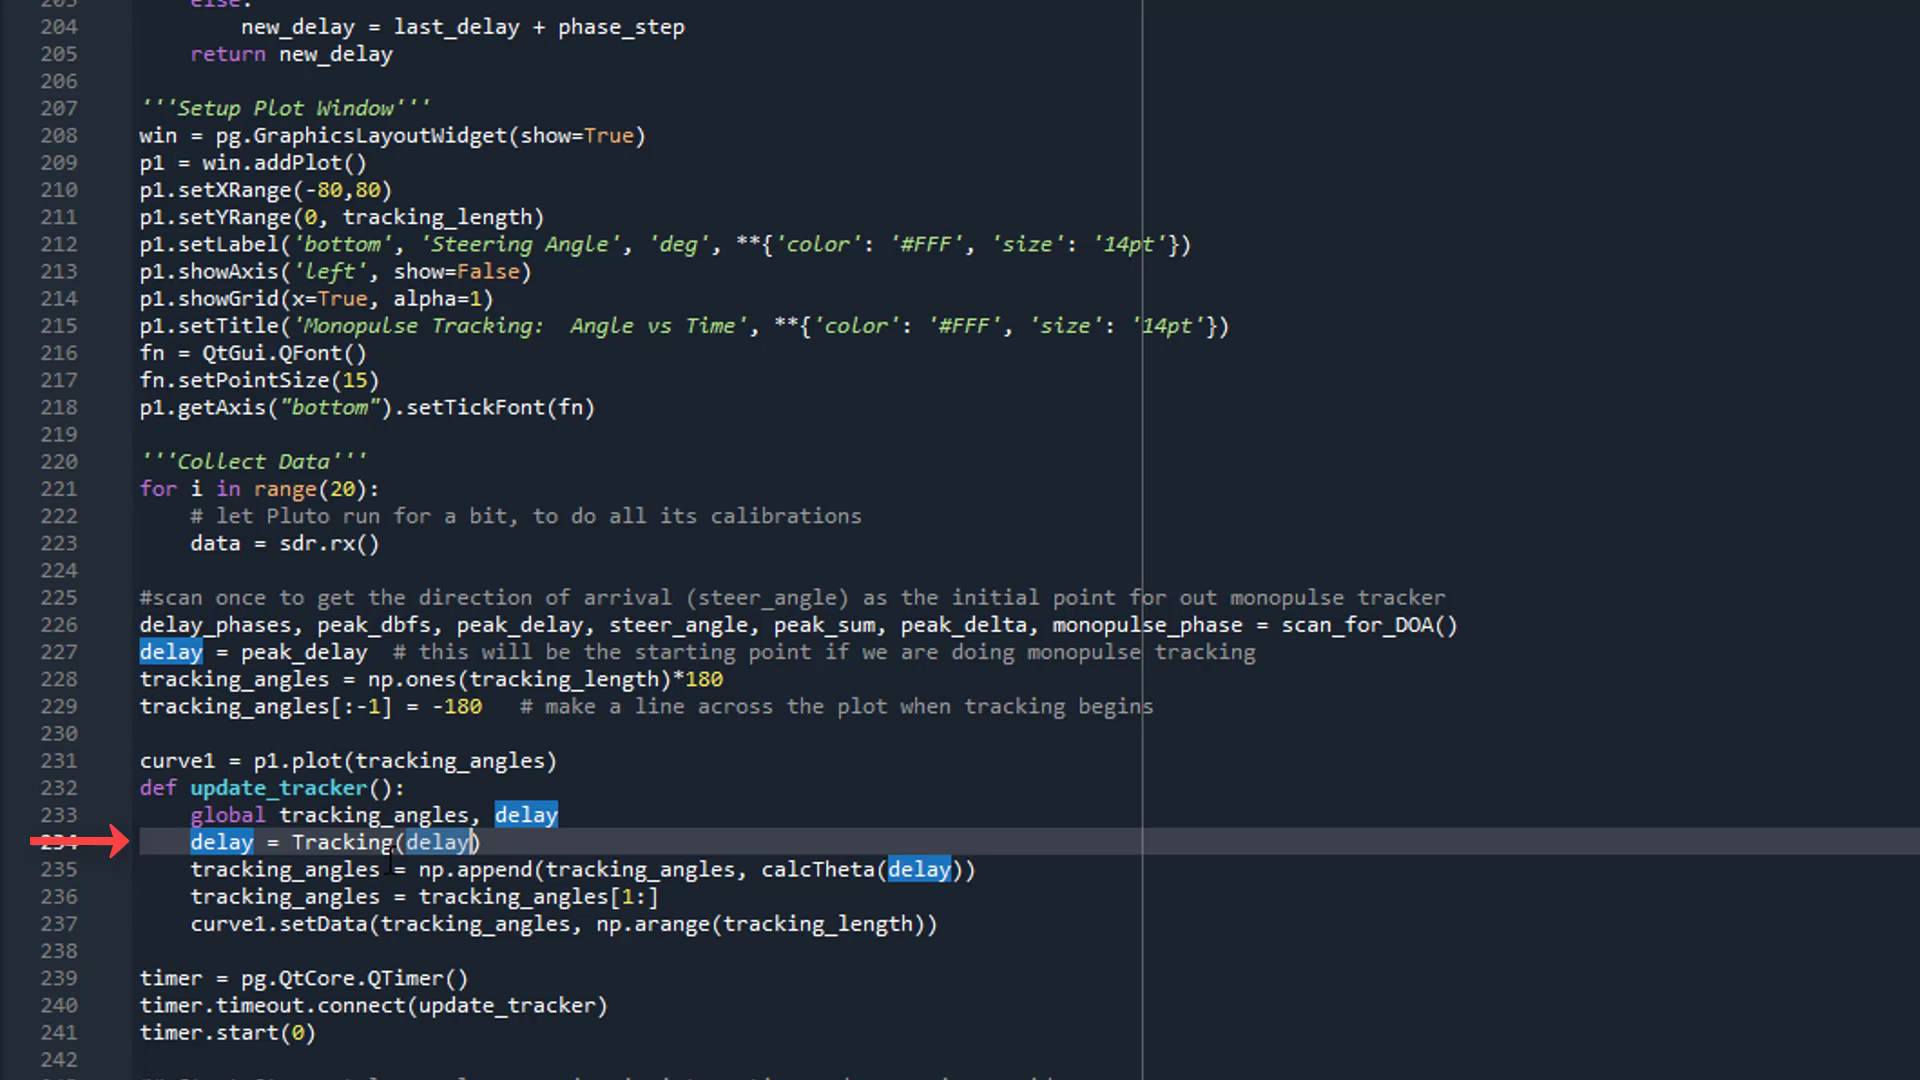 else:
204 new_delay = last_delay + phase_step
205 return new_delay
206
207 '''Setup Plot Window'''
208 win = pg.GraphicsLayoutWidget(show=True)
209 p1 = win.addPlot()
210 p1.setXRange(-80,80)
211 p1.setYRange(0, tracking_length)
212 p1.setLabel('bottom', 'Steering Angle', 'deg', **{'color': '#FFF', 'size': '14pt'})
213 p1.showAxis('left', show=False)
214 p1.showGrid(x=True, alpha=1)
215 p1.setTitle('Monopulse Tracking:  Angle vs Time', **{'color': '#FFF', 'size': '14pt'})
216 fn = QtGui.QFont()
217 fn.setPointSize(15)
218 p1.getAxis("bottom").setTickFont(fn)
219
220 '''Collect Data'''
221 for i in range(20):
222 # let Pluto run for a bit, to do all its calibrations
223 data = sdr.rx()
224
225 #scan once to get the direction of arrival (steer_angle) as the initial point for out monopulse tracker
226 delay_phases, peak_dbfs, peak_delay, steer_angle, peak_sum, peak_delta, monopulse_phase = scan_for_DOA()
227 delay = peak_delay  # this will be the starting point if we are doing monopulse tracking
228 tracking_angles = np.ones(tracking_length)*180
229 tracking_angles[:-1] = -180   # make a line across the plot when tracking begins
230
231 curve1 = p1.plot(tracking_angles)
232 def update_tracker():
233 global tracking_angles, delay
234 delay = Tracking(delay)
235 tracking_angles = np.append(tracking_angles, calcTheta(delay))
236 tracking_angles = tracking_angles[1:]
237 curve1.setData(tracking_angles, np.arange(tracking_length))
238
239 timer = pg.QtCore.QTimer()
240 timer.timeout.connect(update_tracker)
241 timer.start(0)
242